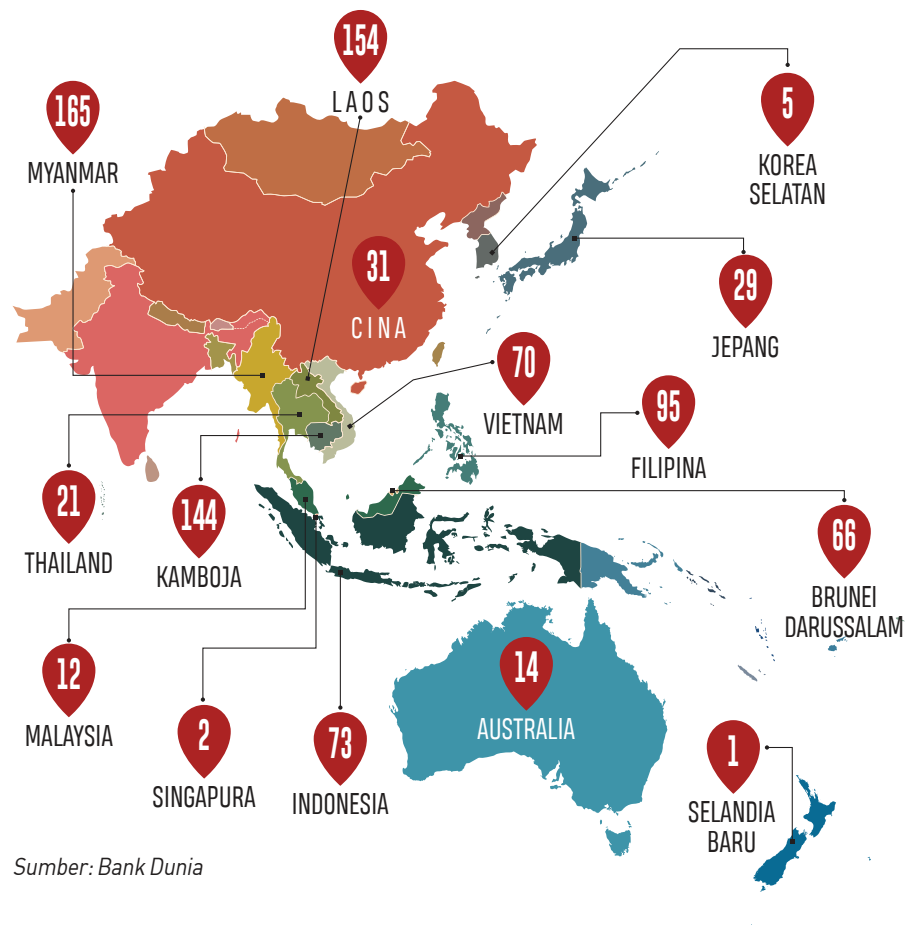 154
LAOS
165
MYANMAR
5
KOREA
SELATAN
31
CINA
29
JEPANG
70
VIETNAM
95
FILIPINA
21
THAILAND
144
KAMBOJA
66
BRUNEI
DARUSSALAM
12
MALAYSIA
2
SINGAPURA
73
INDONESIA
14
AUSTRALIA
1
SELANDIA
BARU
Sumber: Bank Dunia